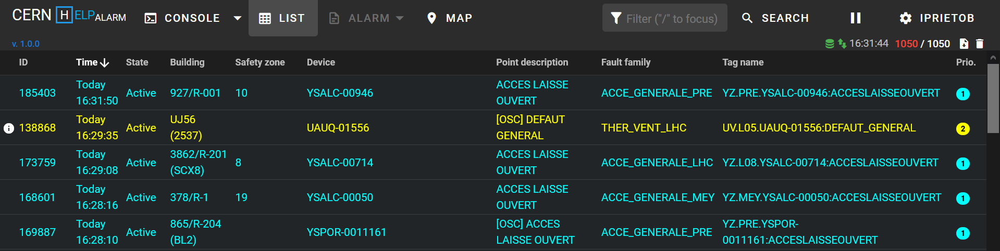 CERN HELPALARM CONSOLE LIST ALARM MAP Filter ("/" to focus) SEARCH IPRIETOB
v. 1.0.0 16:31:44 1050 / 1050
ID Time State Building Safety zone Device Point description Fault family Tag name Prio.
Today ACCES LAISSE
185403 Active 927/R-001 10 YSALC-00946 ACCE_GENERALE_PRE YZ.PRE.YSALC-00946:ACCESLAISSEOUVERT 1
16:31:50 OUVERT
Today UJ56 [OSC] DEFAUT
138868 Active UAUQ-01556 THER_VENT_LHC UV.L05.UAUQ-01556:DEFAUT_GENERAL 2
16:29:35 (2537) GENERAL
Today 3862/R-201 ACCES LAISSE
173759 Active 8 YSALC-00714 ACCE_GENERALE_LHC YZ.L08.YSALC-00714:ACCESLAISSEOUVERT 1
16:29:08 (SCX8) OUVERT
Today ACCES LAISSE
168601 Active 378/R-1 19 YSALC-00050 ACCE_GENERALE_MEY YZ.MEY.YSALC-00050:ACCESLAISSEOUVERT 1
16:28:16 OUVERT
Today 865/R-204 [OSC] ACCES YZ.PRE.YSPOR-
169887 Active YSPOR-0011161 ACCE_GENERALE_PRE 1
16:28:10 (BL2) LAISSE OUVERT 0011161:ACCESLAISSEOUVERT